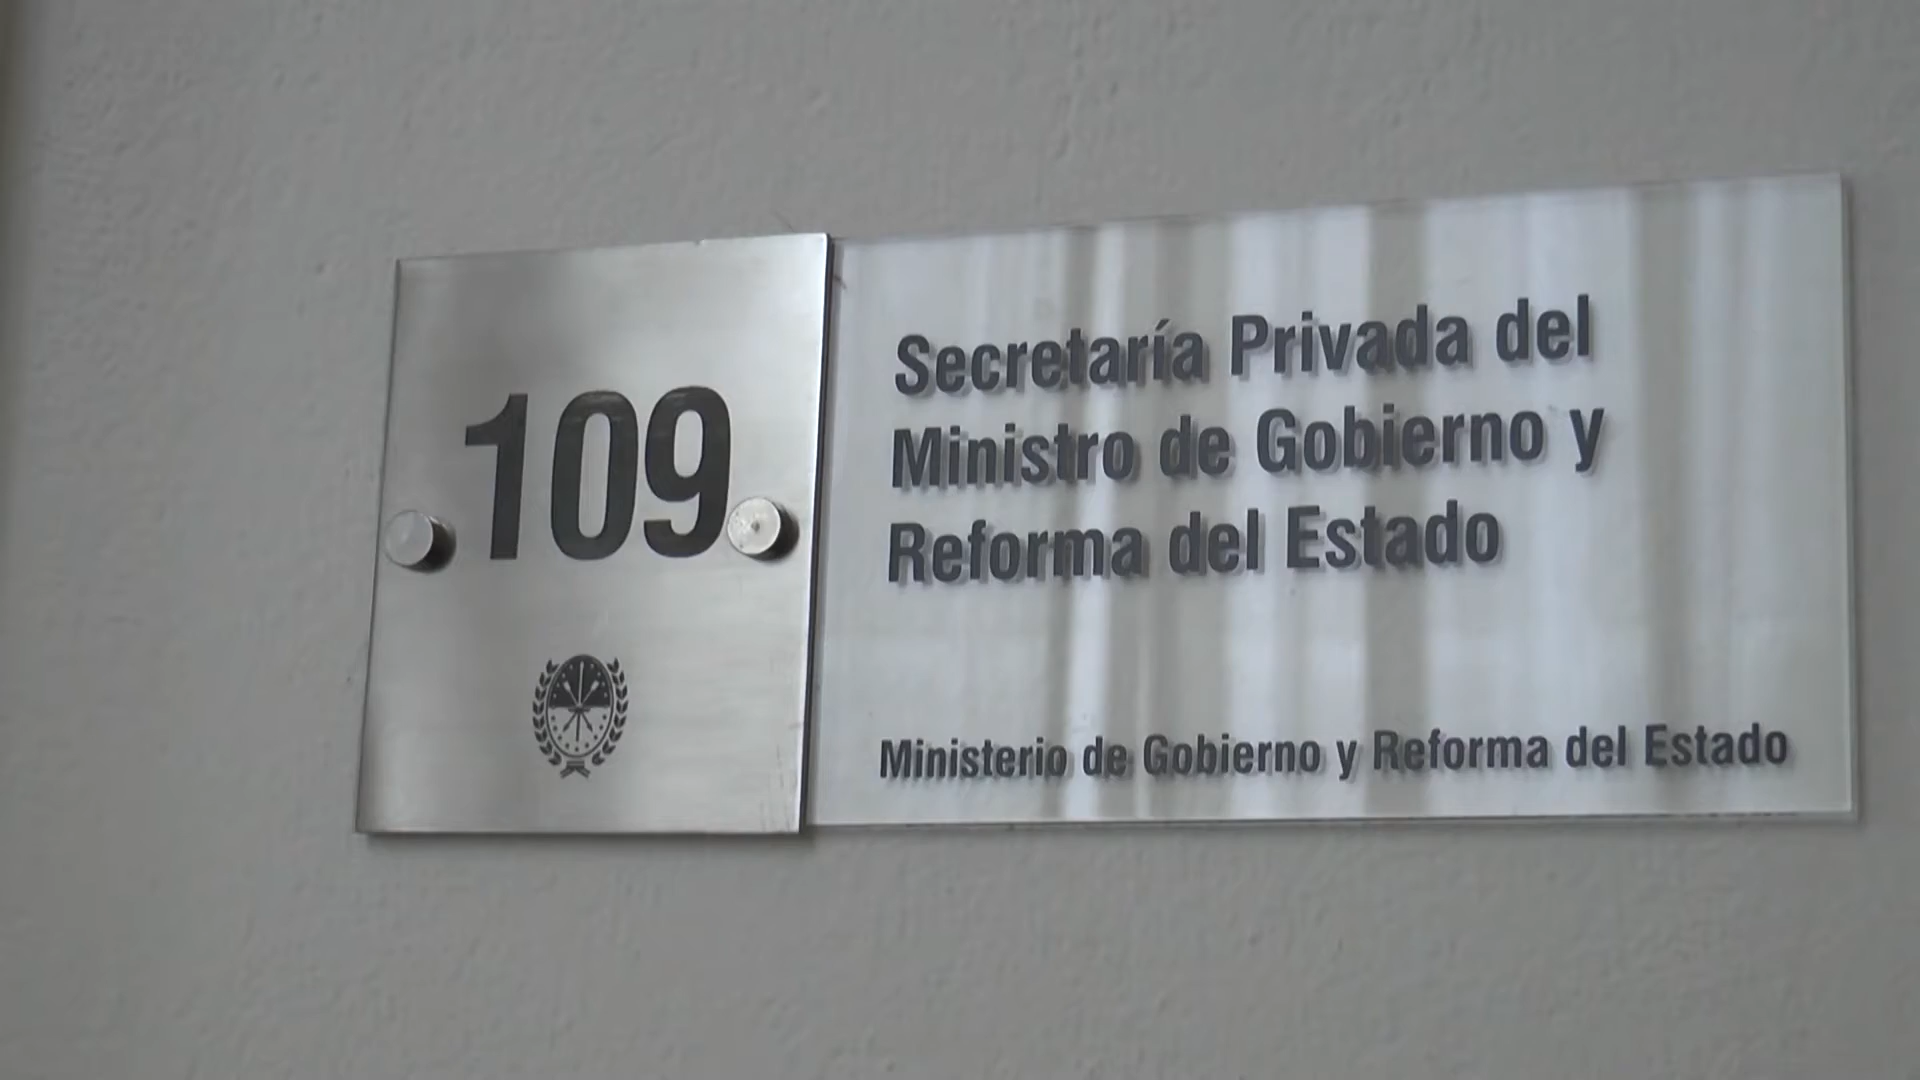 109
Secretaría Privada del
Ministro de Gobierno y
Reforma del Estado
Ministerio de Gobierno y Reforma del Estado